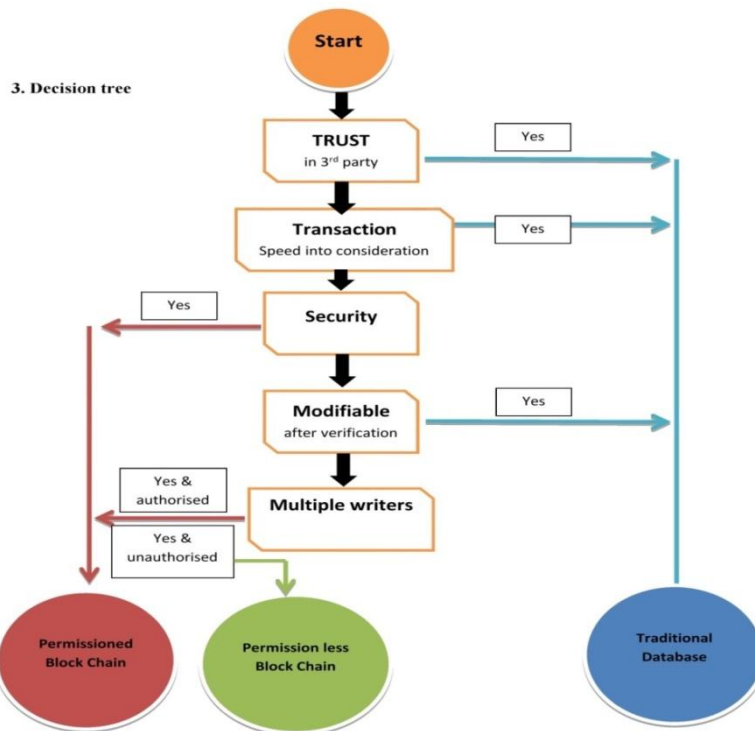 Start
3. Decision tree
TRUST
in 3rd party
Yes
Transaction
Speed into consideration
Yes
Yes
Security
Modifiable
after verification
Yes
Yes &
authorised
Multiple writers
Yes &
unauthorised
Permissioned
Block Chain
Permission less
Block Chain
Traditional
Database